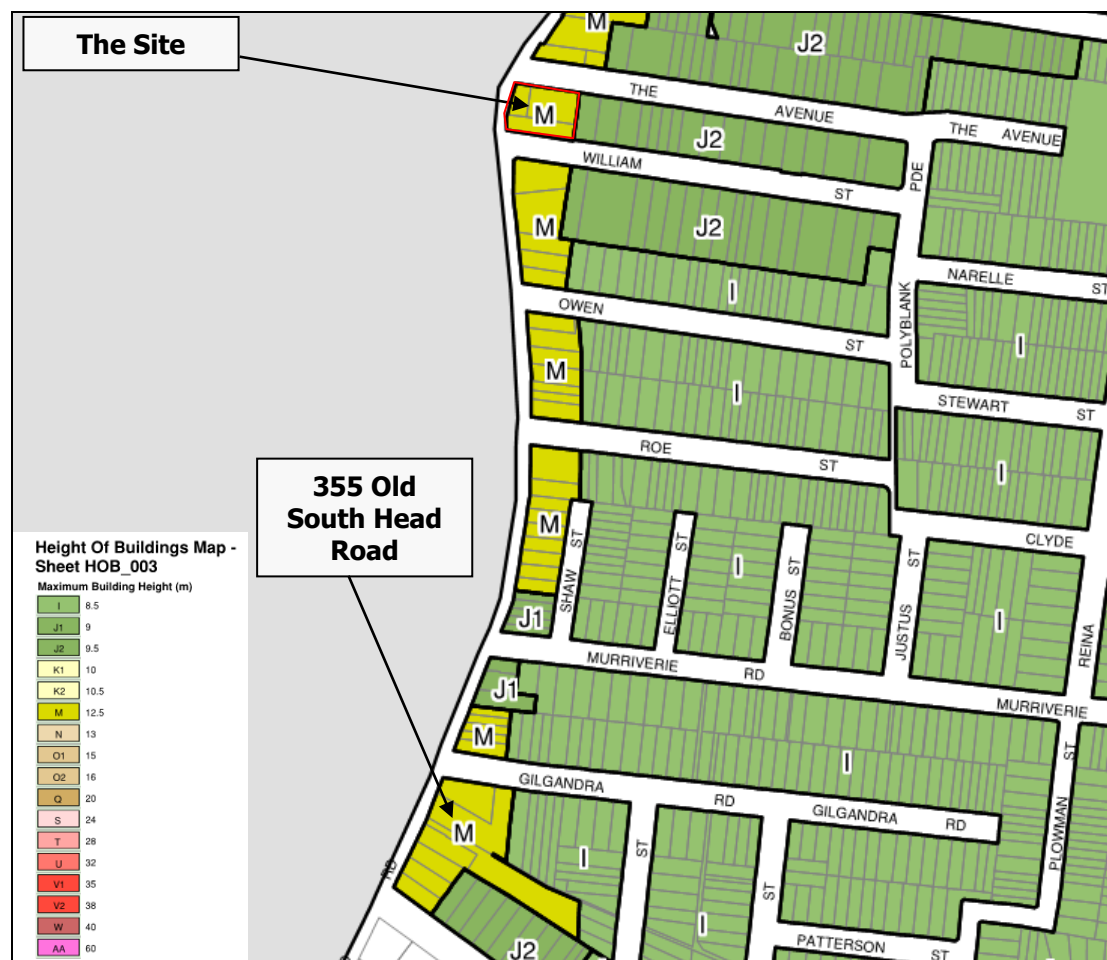 The Site
M
J2
THE
AVENUE
THE AVENUE
M
J2
WILLIAM
ST
PDE
M
J2
I
NARELLE
ST
OWEN
ST
POLYBLANK
I
M
I
STEWART
ST
ROE
ST
I
355 Old
South Head
Road
M
SHAW ST
ELLIOTT ST
I
BONUS ST
JUSTUS ST
CLYDE
I
REINA
J1
MURRIVERIE
RD
MURRIVERIE
J1
M
I
ST
GILGANDRA
RD
GILGANDRA
RD
PLOWMAN
M
RD
I
ST
ST
I
J2
PATTERSON
ST
Height Of Buildings Map -
Sheet HOB_003
Maximum Building Height (m)
I 8.5
J1 9
J2 9.5
K1 10
K2 10.5
M 12.5
N 13
O1 15
O2 16
Q 20
S 24
T 28
U 32
V1 35
V2 38
W 40
AA 60